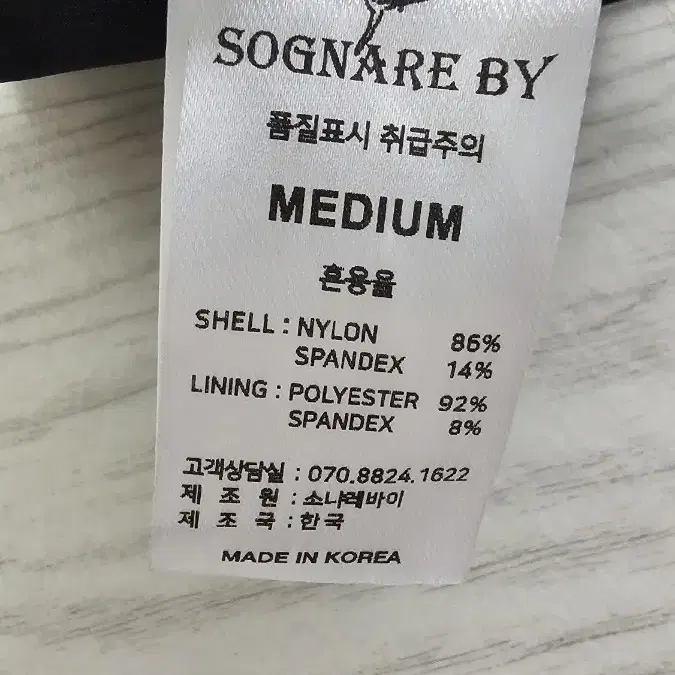 SOGNARE BY
품질표시 취급주의
MEDIUM
혼용율
SHELL : NYLON 86%
SPANDEX 14%
LINING : POLYESTER 92%
SPANDEX 8%
고객상담실 : 070.8824.1622
제 조 원 : 소냐레바이
제 조 국 : 한국
MADE IN KOREA